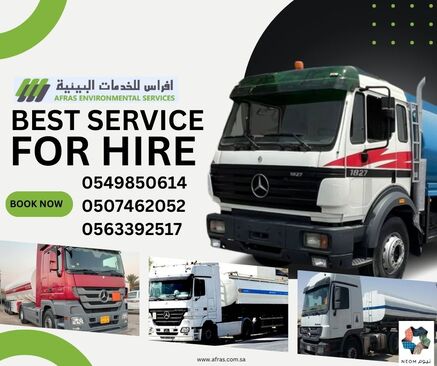 افراس للخدمات البيئية
AFRAS ENVIRONMENTAL SERVICES
BEST SERVICE
FOR HIRE
BOOK NOW
0549850614
0507462052
0563392517
1827
1827
www.afras.com.sa
نيوم NEOM